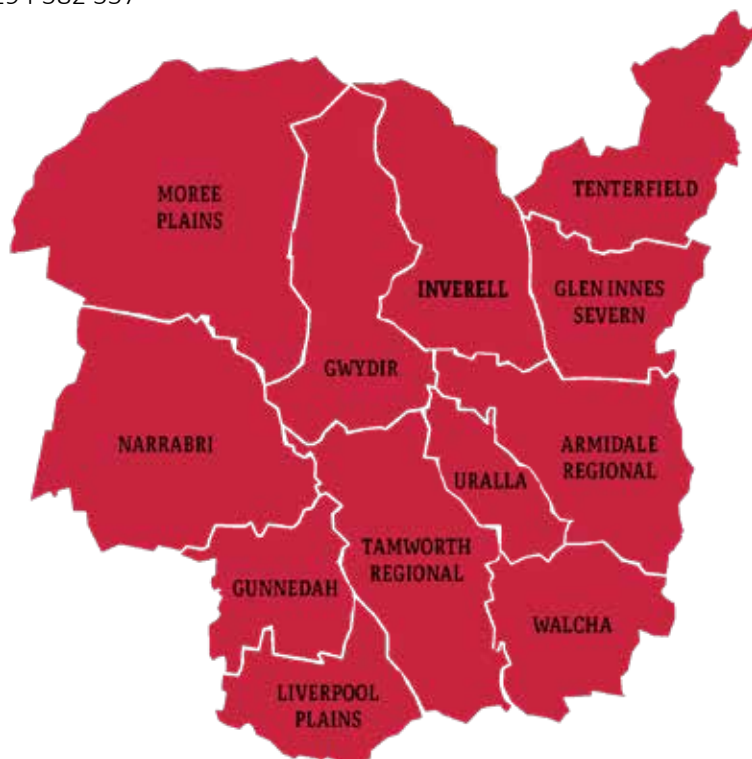 TENTERFIELD
MOREE
PLAINS
INVERELL
GLEN INNES
SEVERN
GWYDIR
NARRABRI
ARMIDALE
REGIONAL
URALLA
TAMWORTH
REGIONAL
GUNNEDAH
WALCHA
LIVERPOOL
PLAINS